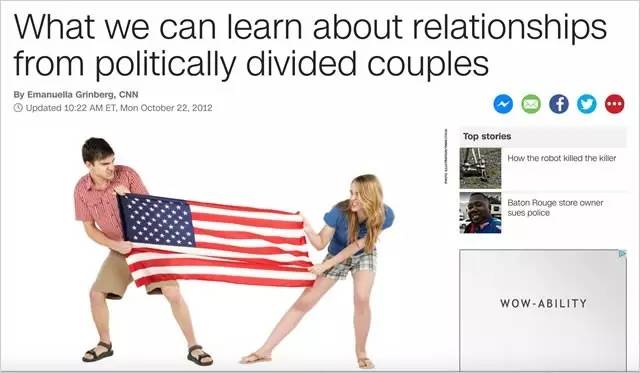 What we can learn about relationships
from politically divided couples
By Emanuella Grinberg, CNN
Updated 10:22 AM ET, Mon October 22, 2012
Top stories
How the robot killed the killer
Baton Rouge store owner
sues police
WOW-ABILITY